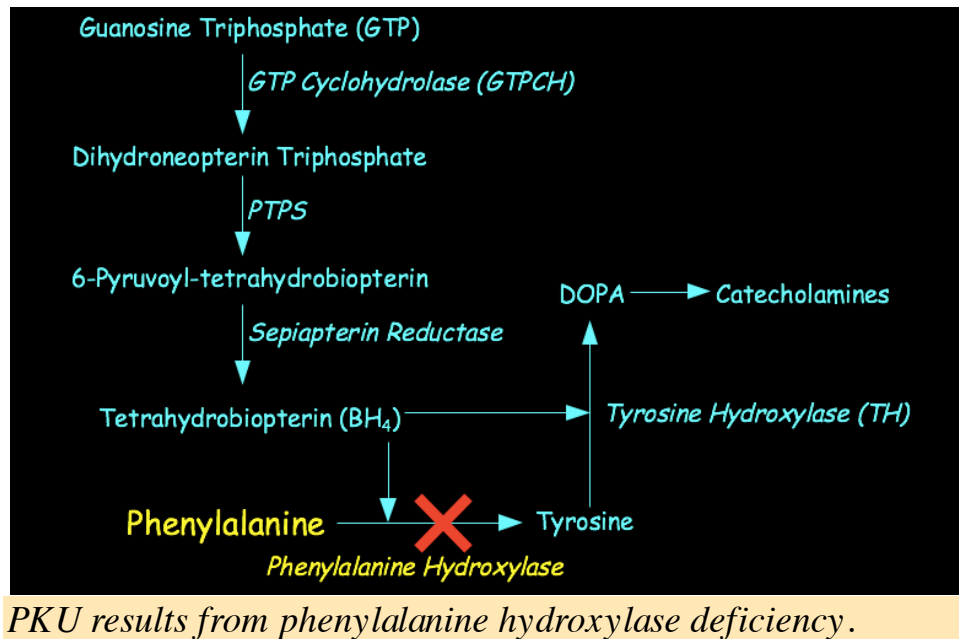 Guanosine Triphosphate (GTP)
GTP Cyclohydrolase (GTPCH)
Dihydroneopterin Triphosphate
PTPS
6-Pyruvoyl-tetrahydrobiopterin
DOPA
Catecholamines
Sepiapterin Reductase
Tetrahydrobiopterin (BH₄)
Tyrosine Hydroxylase (TH)
Phenylalanine
Tyrosine
Phenylalanine Hydroxylase
PKU results from phenylalanine hydroxylase deficiency.